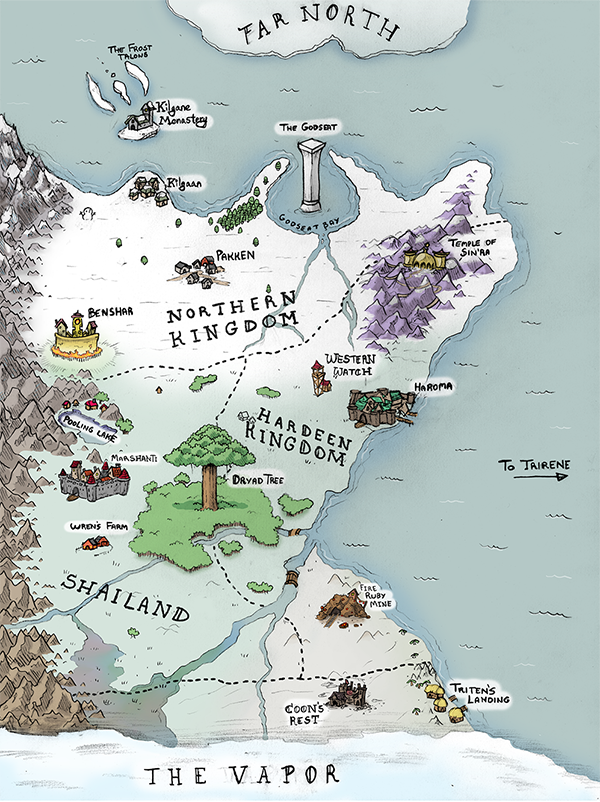 FAR NORTH
THE FROST
TALONS
Kilgane
Monastery
THE GODSEAT
Kilgaan
GODSEAT BAY
PAKKEN
TEMPLE OF
SIN'RA
BENSHAR
NORTHERN
KINGDOM
WESTERN
WATCH
HAROMA
POOLING LAKE
HARDEEN
KINGDOM
MARSHANTI
DRYAD TREE
TO TRIRENE
WREN'S FARM
SHAILAND
FIRE
RUBY
MINE
COON'S
REST
TRITEN'S
LANDING
THE VAPOR